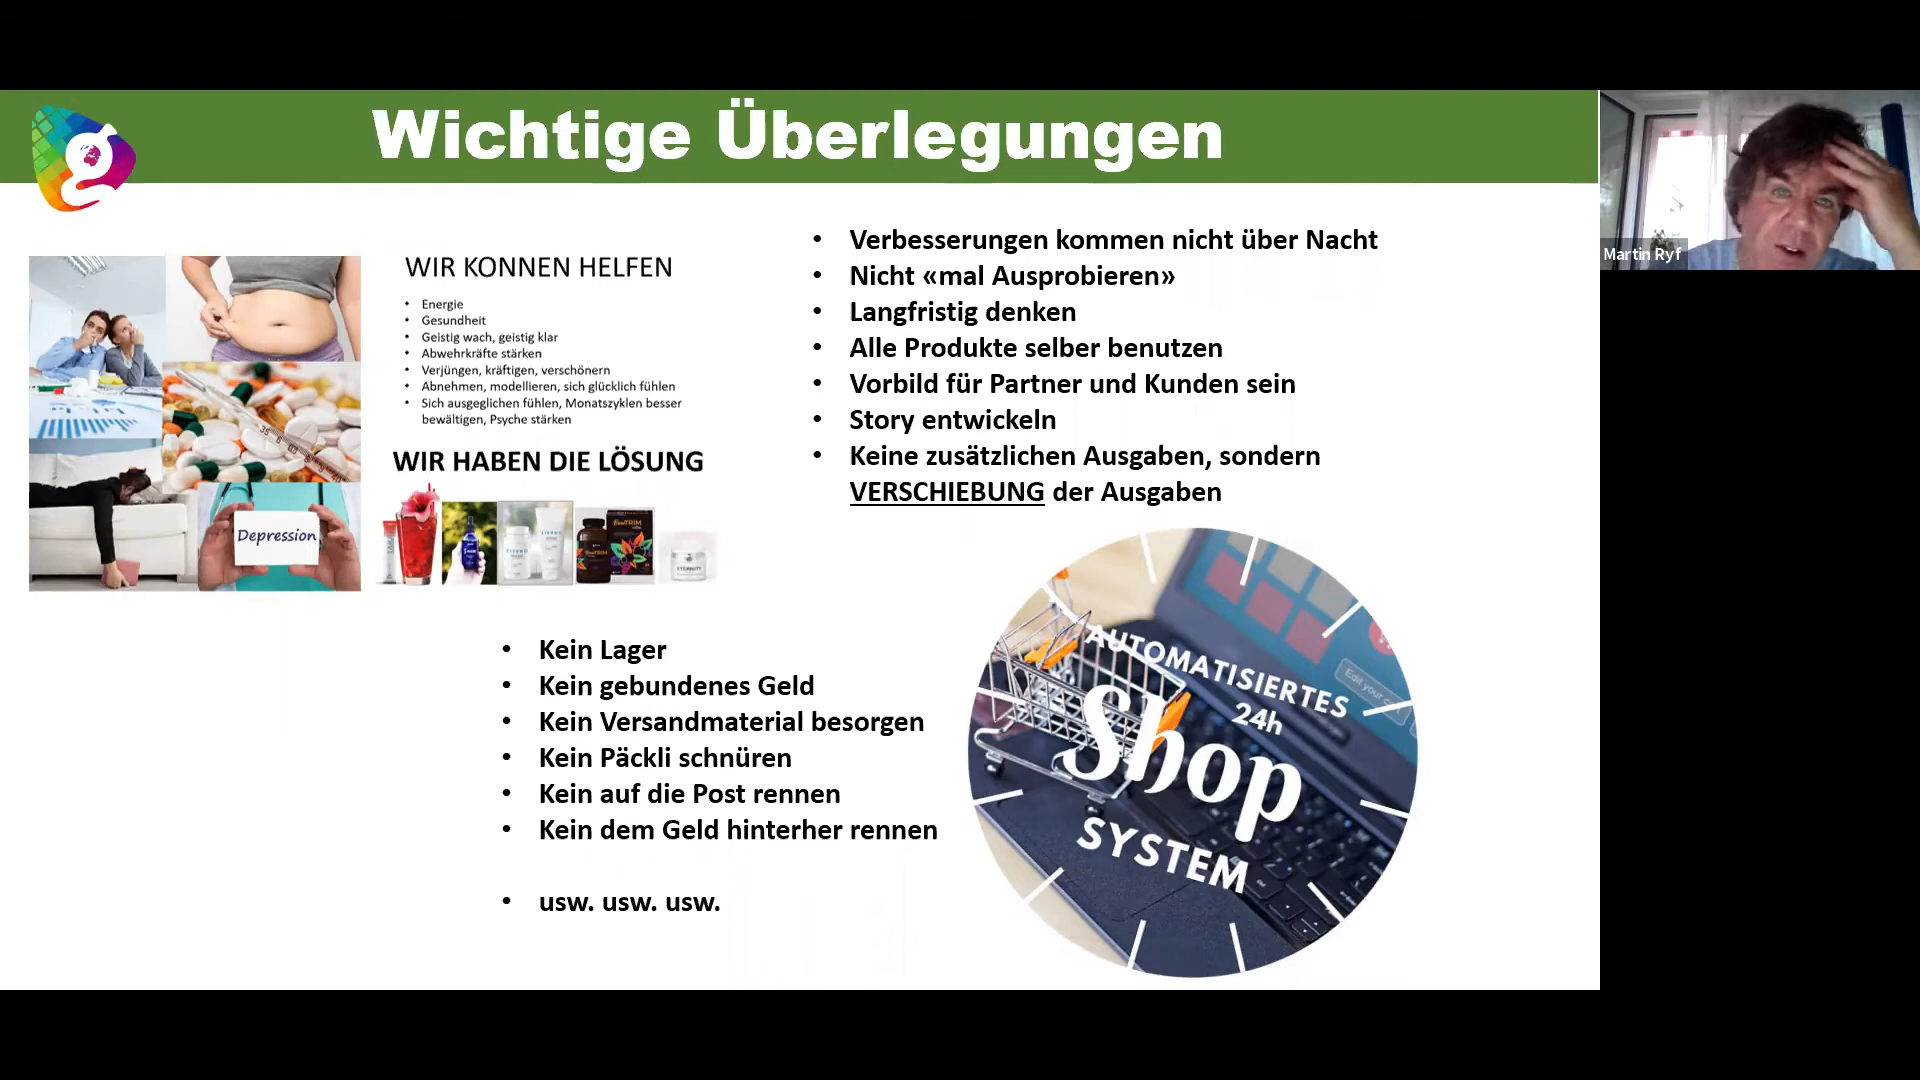 Wichtige Überlegungen
g
Martin Ryf
WIR KONNEN HELFEN
• Energie
• Gesundheit
• Geistig wach, geistig klar
• Abwehrkräfte stärken
• Verjüngen, kräftigen, verschönern
• Abnehmen, modellieren, sich glücklich fühlen
• Sich ausgeglichen fühlen, Monatszyklen besser
bewältigen, Psyche stärken
WIR HABEN DIE LÖSUNG
Depression
• Verbesserungen kommen nicht über Nacht
• Nicht «mal Ausprobieren»
• Langfristig denken
• Alle Produkte selber benutzen
• Vorbild für Partner und Kunden sein
• Story entwickeln
• Keine zusätzlichen Ausgaben, sondern
VERSCHIEBUNG der Ausgaben
• Kein Lager
• Kein gebundenes Geld
• Kein Versandmaterial besorgen
• Kein Päckli schnüren
• Kein auf die Post rennen
• Kein dem Geld hinterher rennen
• usw. usw. usw.
AUTOMATISIERTES
24h
Shop
SYSTEM
Edit your